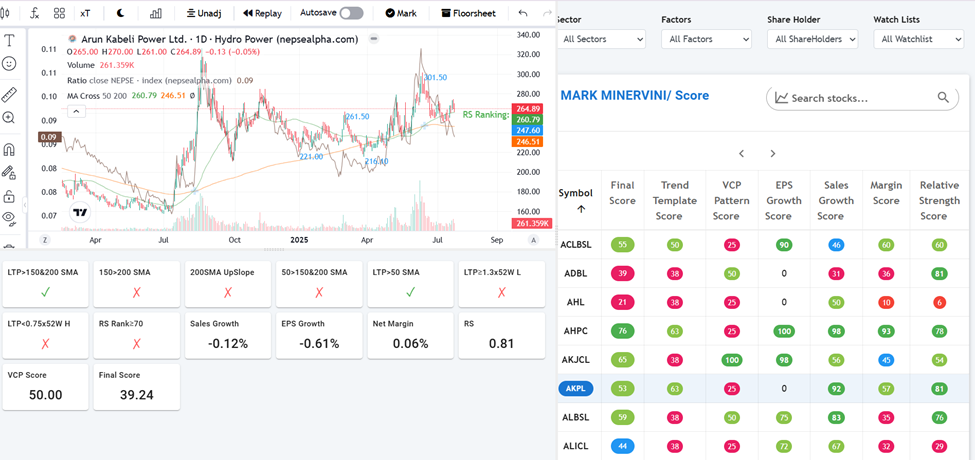 xT
Unadj
Replay
Autosave
Mark
Floorsheet
Arun Kabeli Power Ltd. · 1D · Hydro Power (nepsealpha.com)
O265.00 H270.00 L261.00 C264.89 −0.13 (−0.05%)
Volume 261.359K
Ratio close NEPSE - Index (nepsealpha.com) 0.09
MA Cross 50 200 260.79 246.51 Ø
0.11
0.11
0.10
0.10
0.09
0.09
0.08
0.08
0.07
340.00
320.00
300.00
280.00
264.89
260.79
247.60
246.51
220.00
200.00
180.00
160.00
261.359K
301.50
261.50
221.00
RS Ranking:
Z
Apr
Jul
Oct
2025
Apr
Jul
Sep
A
LTP>150&200 SMA
✓
150>200 SMA
✗
200SMA UpSlope
✗
50>150&200 SMA
✗
LTP>50 SMA
✓
LTP≥1.3x52W L
✗
LTP<0.75x52W H
✗
RS Rank≥70
✗
Sales Growth
-0.12%
EPS Growth
-0.61%
Net Margin
0.06%
RS
0.81
VCP Score
50.00
Final Score
39.24
Sector
All Sectors
Factors
All Factors
Share Holder
All ShareHolders
Watch Lists
All Watchlist
MARK MINERVINI/ Score
Search stocks...
Symbol Final Score Trend Template Score VCP Pattern Score EPS Growth Score Sales Growth Score Margin Score Relative Strength Score
ACLBSL 55 50 25 90 46 60 60
ADBL 39 38 50 0 31 36 81
AHL 21 38 25 0 50 10 6
AHPC 76 63 25 100 98 93 78
AKJCL 65 38 100 98 56 45 54
AKPL 53 63 25 0 92 57 81
ALBSL 59 38 50 75 83 35 76
ALICL 44 38 25 72 67 32 29